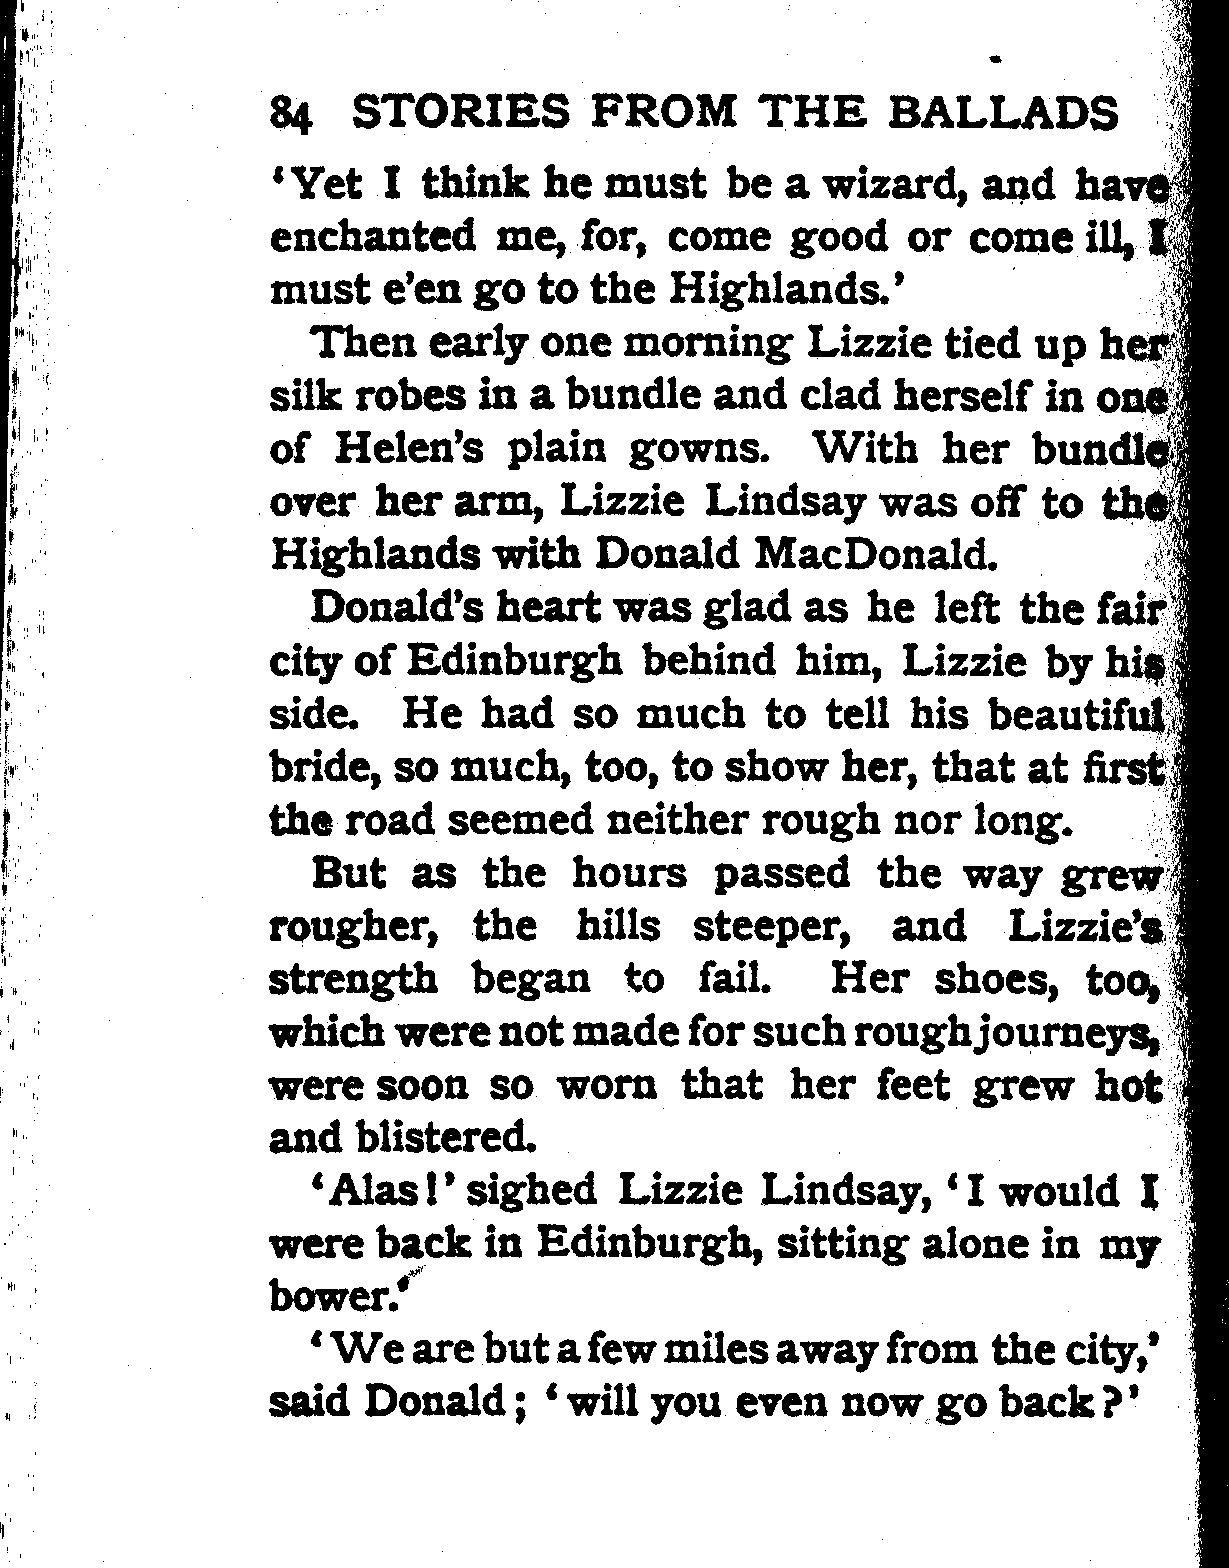 84 STORIES FROM THE BALLADS
‘Yet I think he must be a wizard, and have
enchanted me, for, come good or come ill, I
must e’en go to the Highlands.’
Then early one morning Lizzie tied up her
silk robes in a bundle and clad herself in one
of Helen’s plain gowns. With her bundle
over her arm, Lizzie Lindsay was off to the
Highlands with Donald MacDonald.
Donald’s heart was glad as he left the fair
city of Edinburgh behind him, Lizzie by his
side. He had so much to tell his beautiful
bride, so much, too, to show her, that at first
the road seemed neither rough nor long.
But as the hours passed the way grew
rougher, the hills steeper, and Lizzie’s
strength began to fail. Her shoes, too,
which were not made for such rough journeys,
were soon so worn that her feet grew hot
and blistered.
‘Alas!’ sighed Lizzie Lindsay, ‘I would I
were back in Edinburgh, sitting alone in my
bower.’
‘We are but a few miles away from the city,’
said Donald; ‘will you even now go back?’